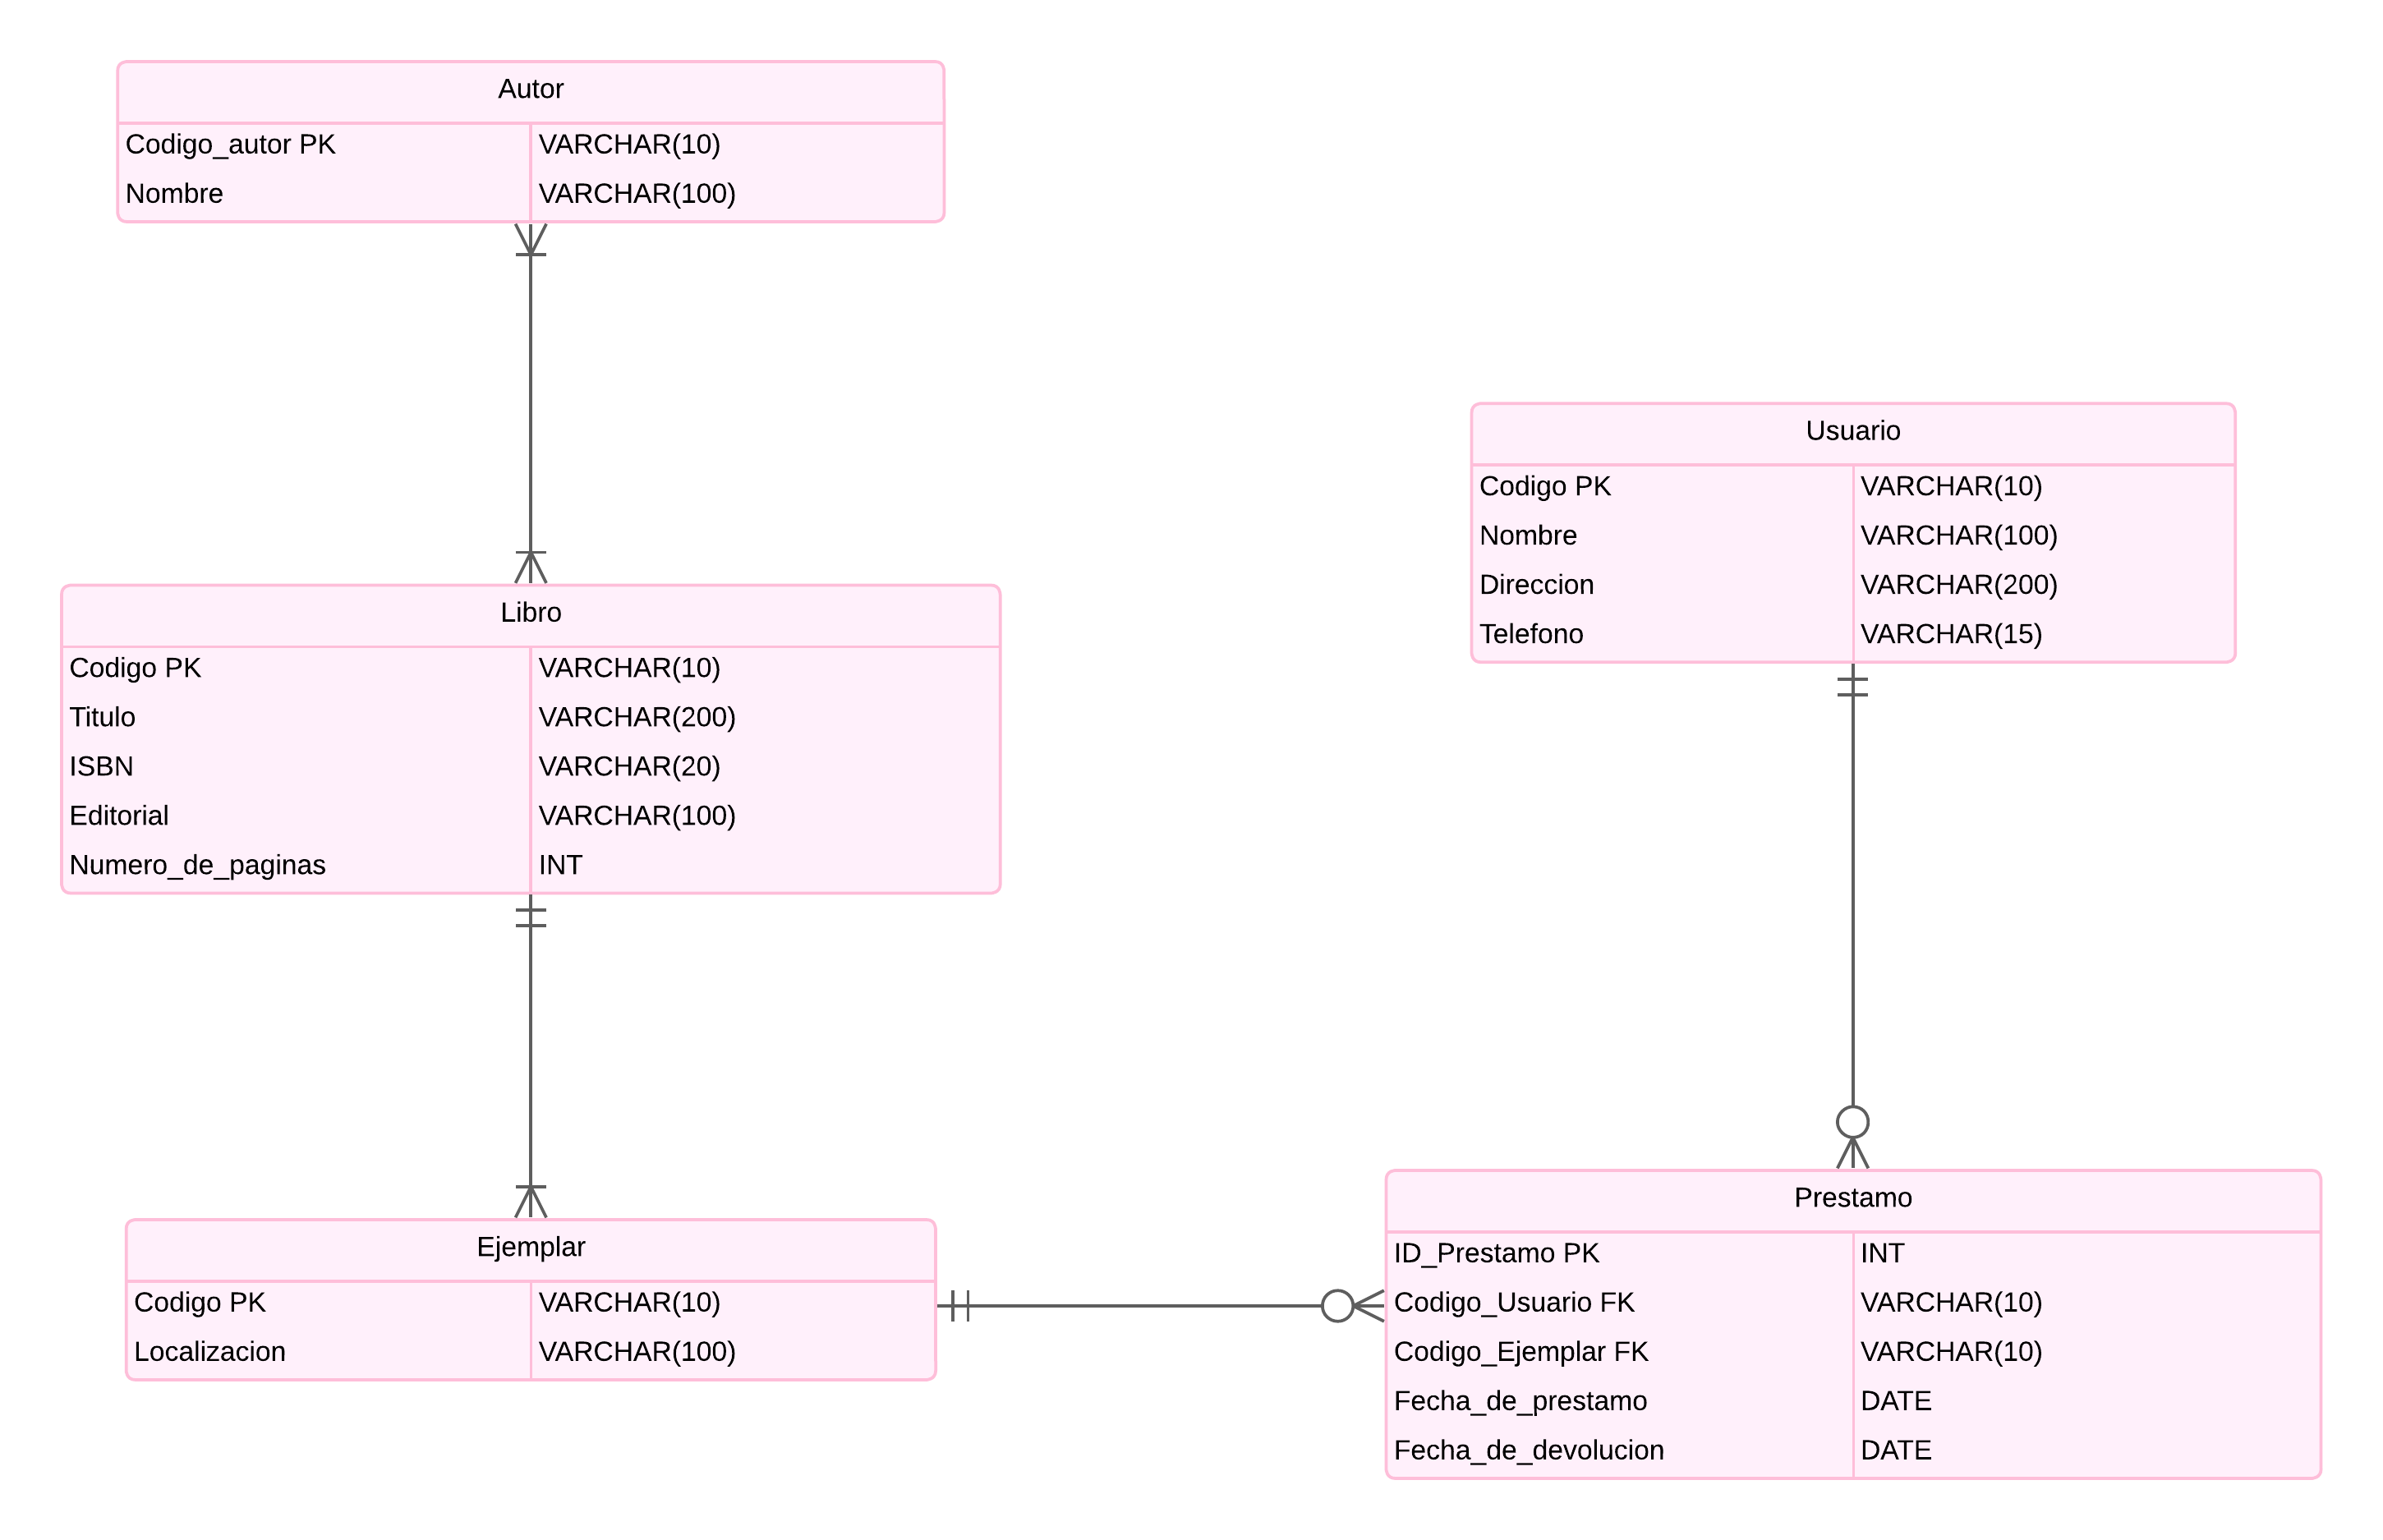 Autor
Codigo_autor PK VARCHAR(10)
Nombre VARCHAR(100)
Libro
Codigo PK VARCHAR(10)
Titulo VARCHAR(200)
ISBN VARCHAR(20)
Editorial VARCHAR(100)
Numero_de_paginas INT
Ejemplar
Codigo PK VARCHAR(10)
Localizacion VARCHAR(100)
Usuario
Codigo PK VARCHAR(10)
Nombre VARCHAR(100)
Direccion VARCHAR(200)
Telefono VARCHAR(15)
Prestamo
ID_Prestamo PK INT
Codigo_Usuario FK VARCHAR(10)
Codigo_Ejemplar FK VARCHAR(10)
Fecha_de_prestamo DATE
Fecha_de_devolucion DATE